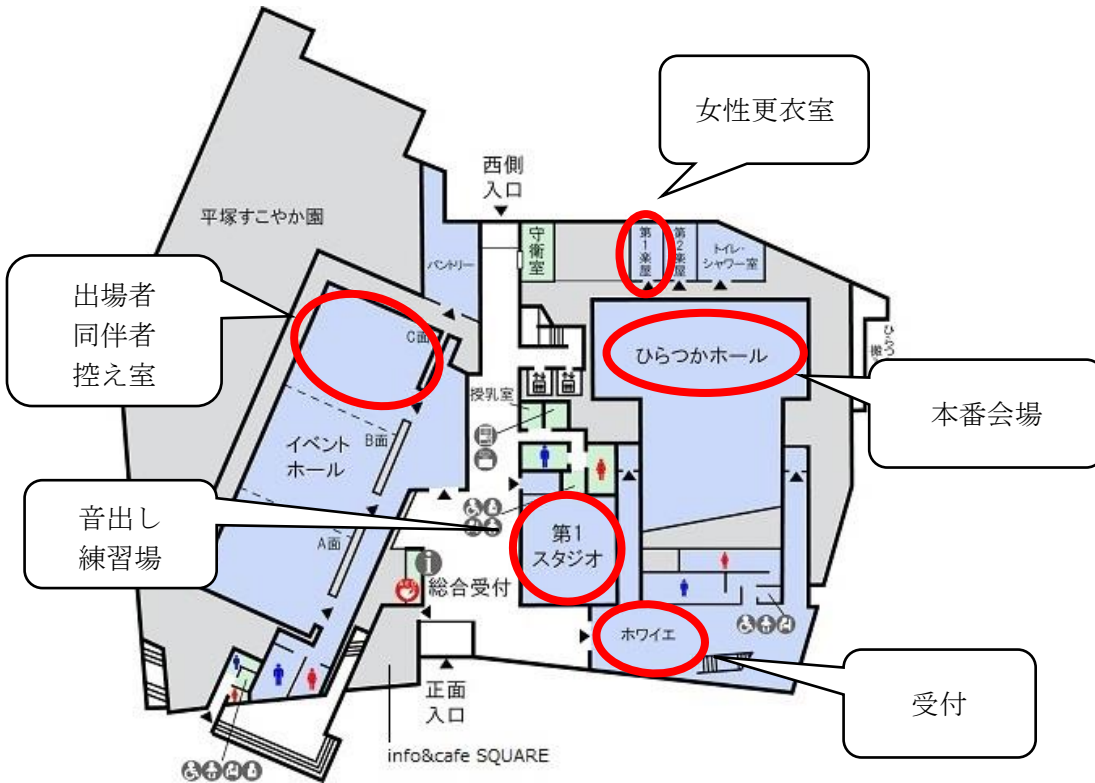 女性更衣室
西側
入口
平塚すこやか園
守衛室
第1楽屋
第2楽屋
トイレ・
シャワー室
パントリー
出場者
同伴者
控え室
C面
ひらつかホール
ひらつ
搬
授乳室
本番会場
B面
イベント
ホール
音出し
練習場
A面
第1
スタジオ
i
総合受付
ホワイエ
正面
入口
受付
info&cafe SQUARE